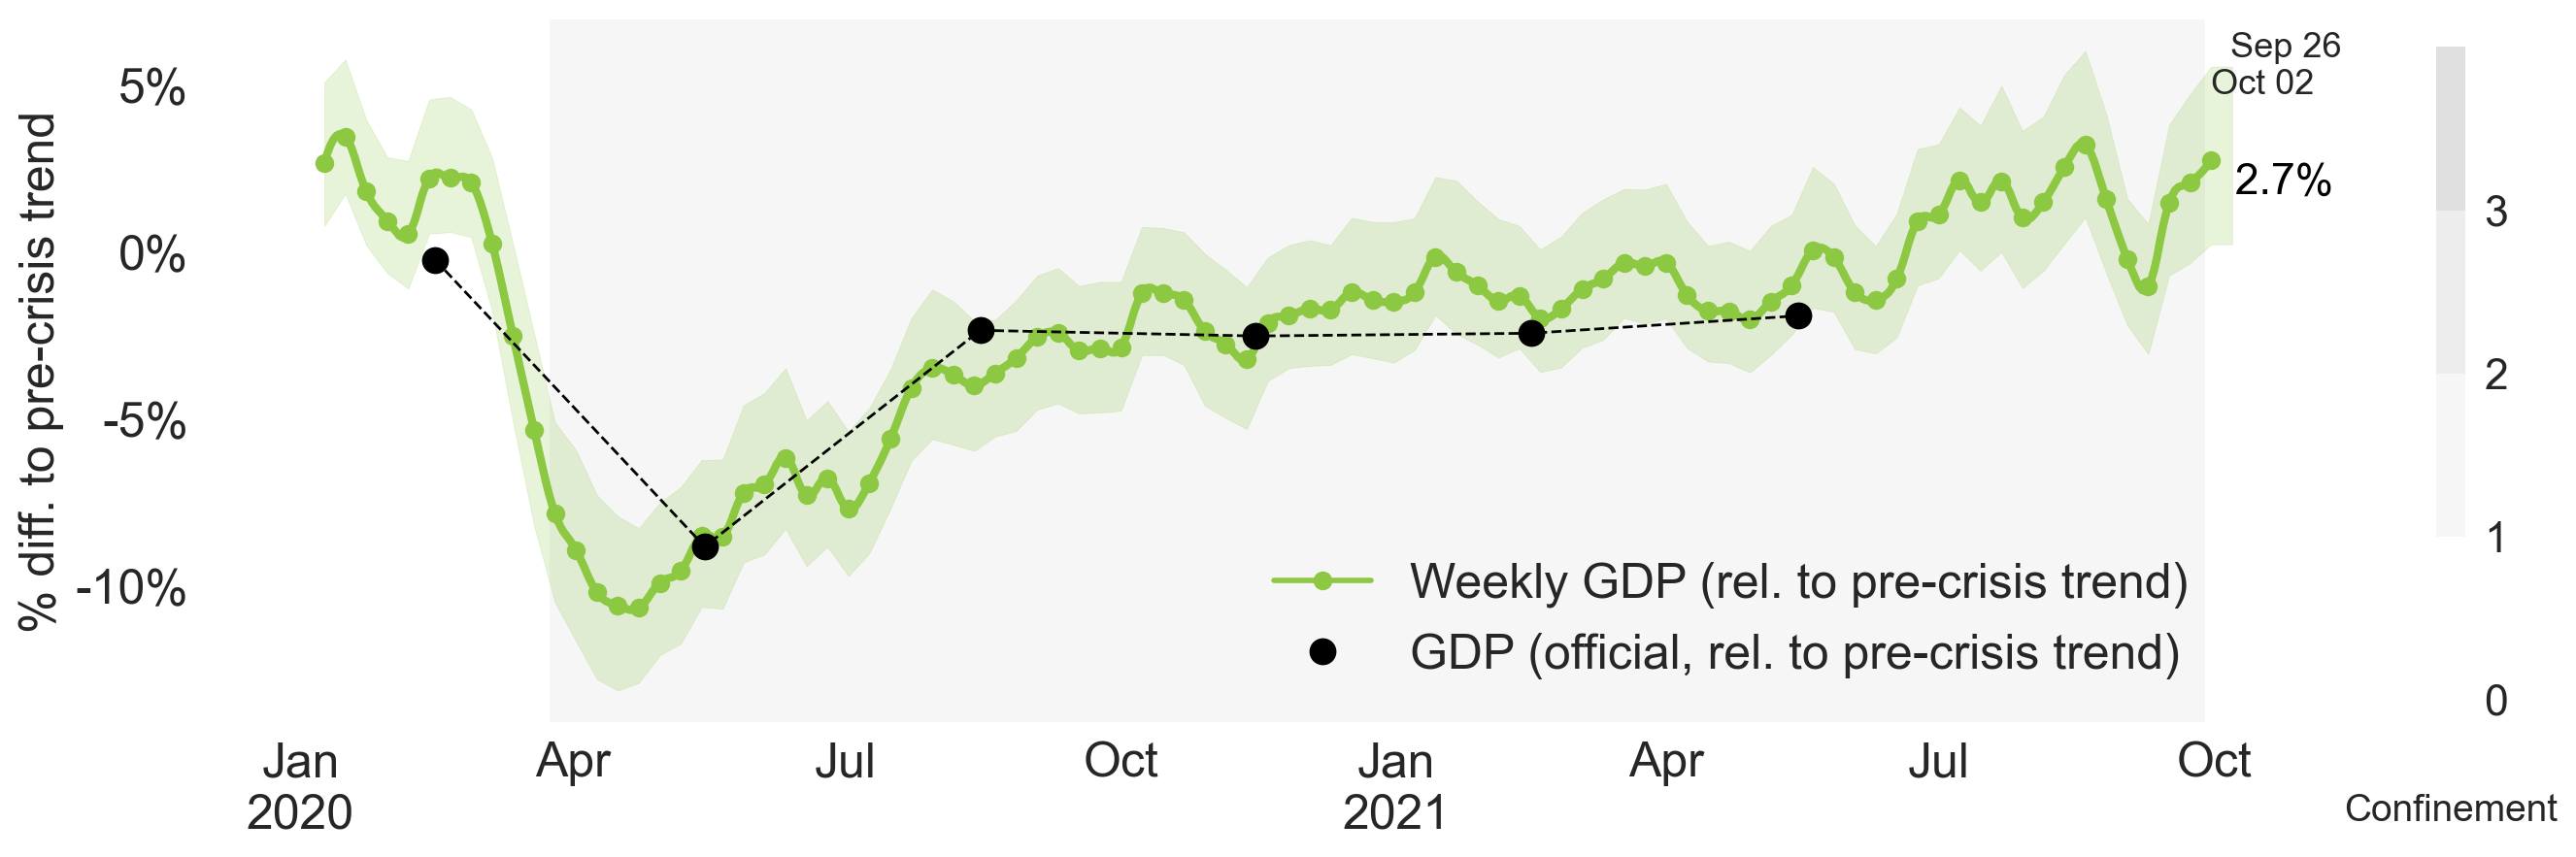 % diff. to pre-crisis trend
5%
0%
-5%
-10%
Sep 26
Oct 02
2.7%
Weekly GDP (rel. to pre-crisis trend)
GDP (official, rel. to pre-crisis trend)
Jan
2020
Apr
Jul
Oct
Jan
2021
Apr
Jul
Oct
3
2
1
0
Confinement